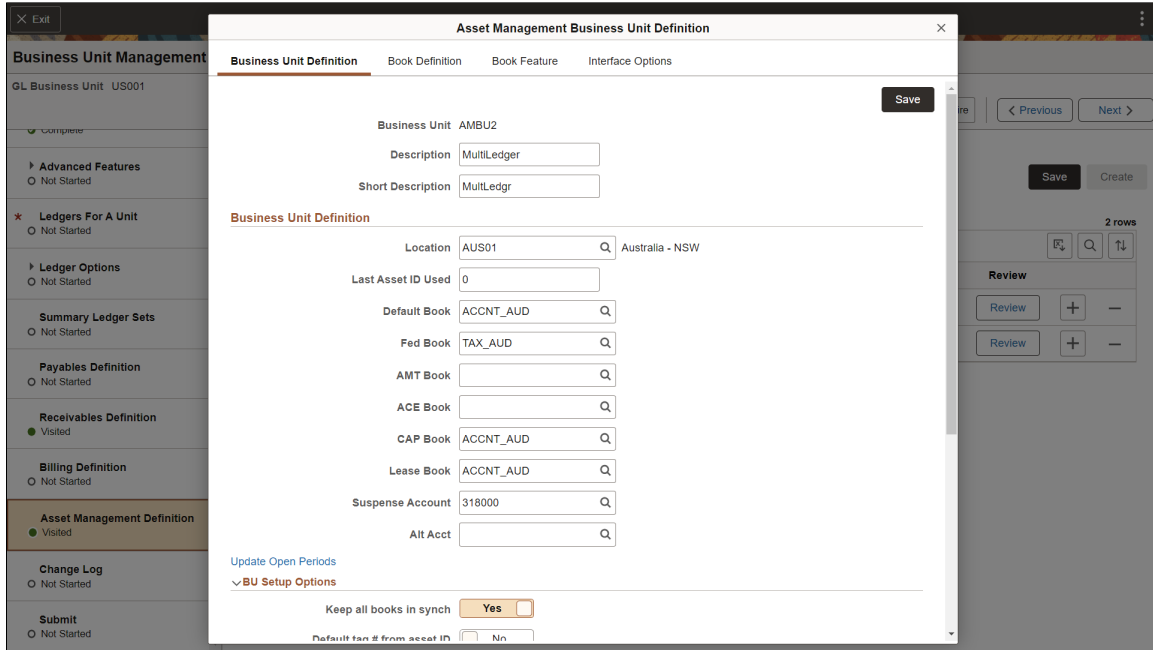 Exit
Business Unit Management
GL Business Unit US001
Complete
Advanced Features
Not Started
* Ledgers For A Unit
Not Started
Ledger Options
Not Started
Summary Ledger Sets
Not Started
Payables Definition
Not Started
Receivables Definition
Visited
Billing Definition
Not Started
Asset Management Definition
Visited
Change Log
Not Started
Submit
Not Started
Asset Management Business Unit Definition
Business Unit Definition Book Definition Book Feature Interface Options
Save
Business Unit AMBU2
Description MultiLedger
Short Description MultLedgr
Business Unit Definition
Location AUS01 Australia - NSW
Last Asset ID Used 0
Default Book ACCNT_AUD
Fed Book TAX_AUD
AMT Book
ACE Book
CAP Book ACCNT_AUD
Lease Book ACCNT_AUD
Suspense Account 318000
Alt Acct
Update Open Periods
BU Setup Options
Keep all books in synch Yes
Default tag # from asset ID No
Previous Next
Save Create
2 rows
Review
Review
Review